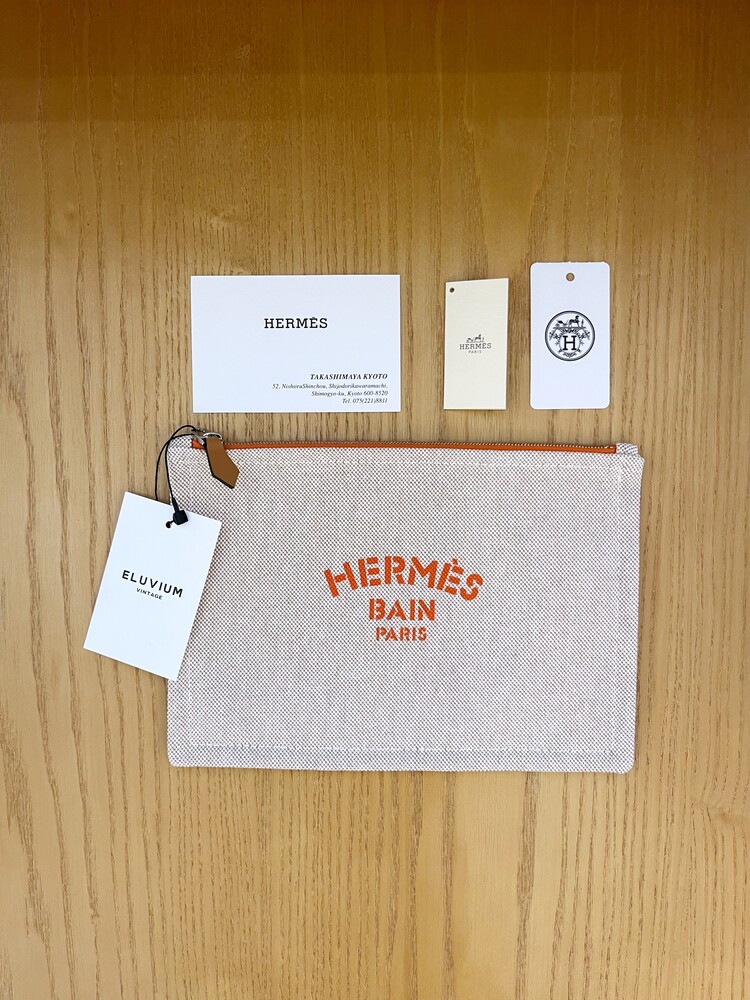 HERMÈS
TAKASHIMAYA KYOTO
52, NishiiruShinchou, Shijodorikawaramachi,
Shimogyo-ku, Kyoto 600-8520
Tel. 075(221)8811
HERMÈS
PARIS
H
ELUVIUM
VINTAGE
HERMÈS
BAIN
PARIS